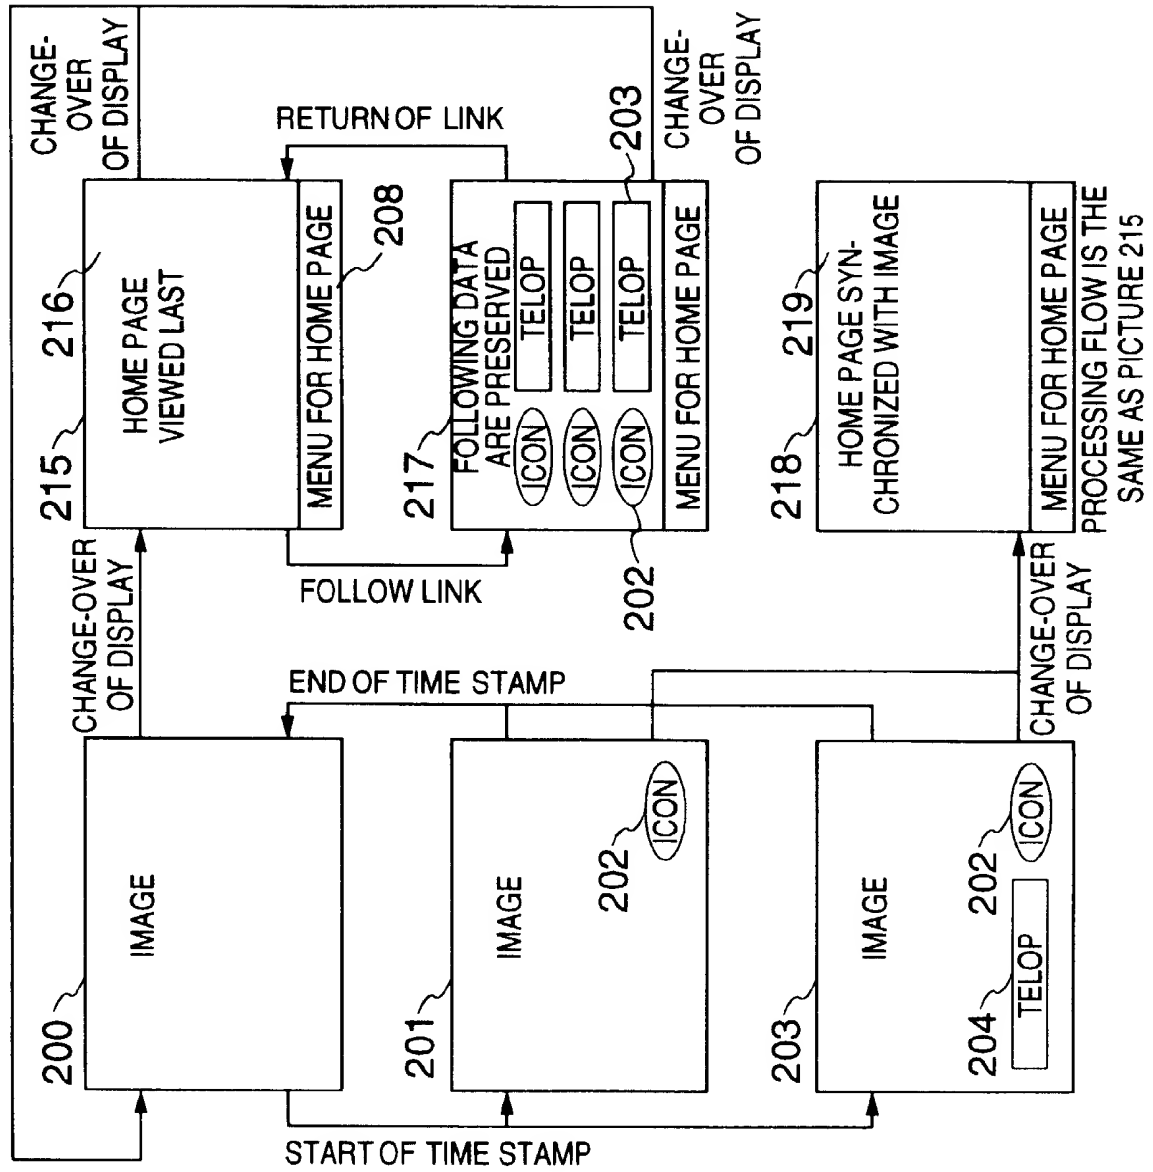 CHANGE-
OVER
OF DISPLAY
RETURN OF LINK
CHANGE-
OVER
OF DISPLAY
215
216
HOME PAGE
VIEWED LAST
MENU FOR HOME PAGE
208
217
FOLLOWING DATA
ARE PRESERVED
ICON
TELOP
ICON
TELOP
ICON
TELOP
203
202
MENU FOR HOME PAGE
218
219
HOME PAGE SYN-
CHRONIZED WITH IMAGE
MENU FOR HOME PAGE
PROCESSING FLOW IS THE
SAME AS PICTURE 215
CHANGE-OVER
OF DISPLAY
FOLLOW LINK
END OF TIME STAMP
CHANGE-OVER
OF DISPLAY
200
IMAGE
201
IMAGE
202
ICON
203
IMAGE
204
TELOP
202
ICON
START OF TIME STAMP